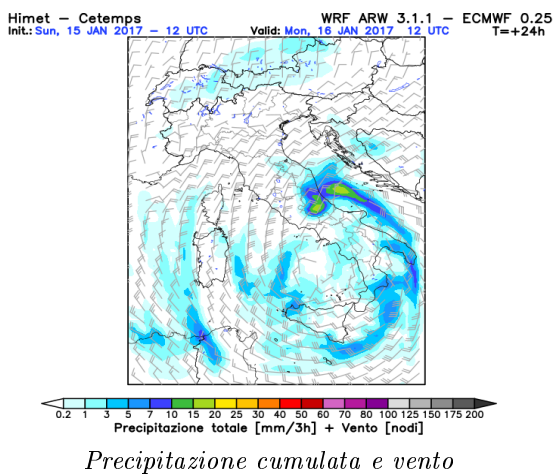 Himet – Cetemps WRF ARW 3.1.1 – ECMWF 0.25
Init.: Sun, 15 JAN 2017 – 12 UTC Valid: Mon, 16 JAN 2017 12 UTC T=+24h
0.2 1 3 5 7 10 15 20 25 30 40 50 60 70 80 100 125 150 175 200
Precipitazione totale [mm/3h] + Vento [nodi]
Precipitazione cumulata e vento